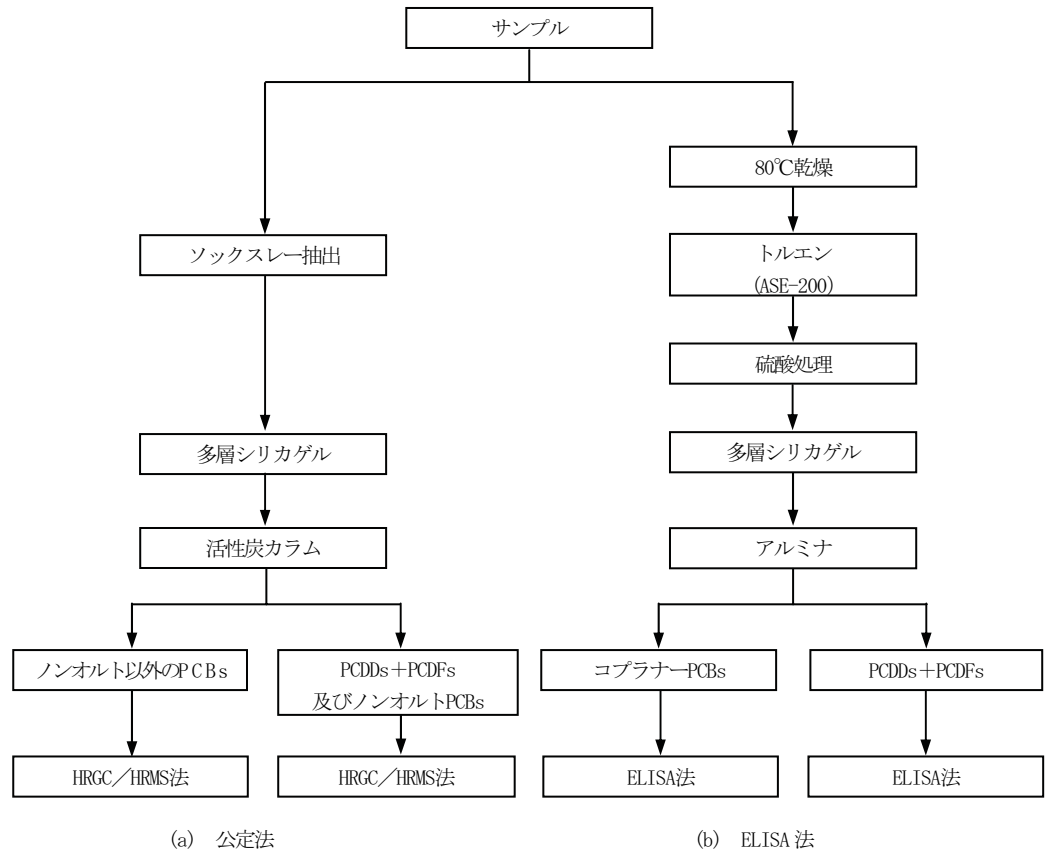 サンプル
80℃乾燥
ソックスレー抽出
トルエン
(ASE-200)
硫酸処理
多層シリカゲル
多層シリカゲル
活性炭カラム
アルミナ
ノンオルト以外のPCBs
PCDDs＋PCDFs
及びノンオルトPCBs
コプラナーPCBs
PCDDs＋PCDFs
HRGC／HRMS法
HRGC／HRMS法
ELISA法
ELISA法
(a) 公定法
(b) ELISA 法